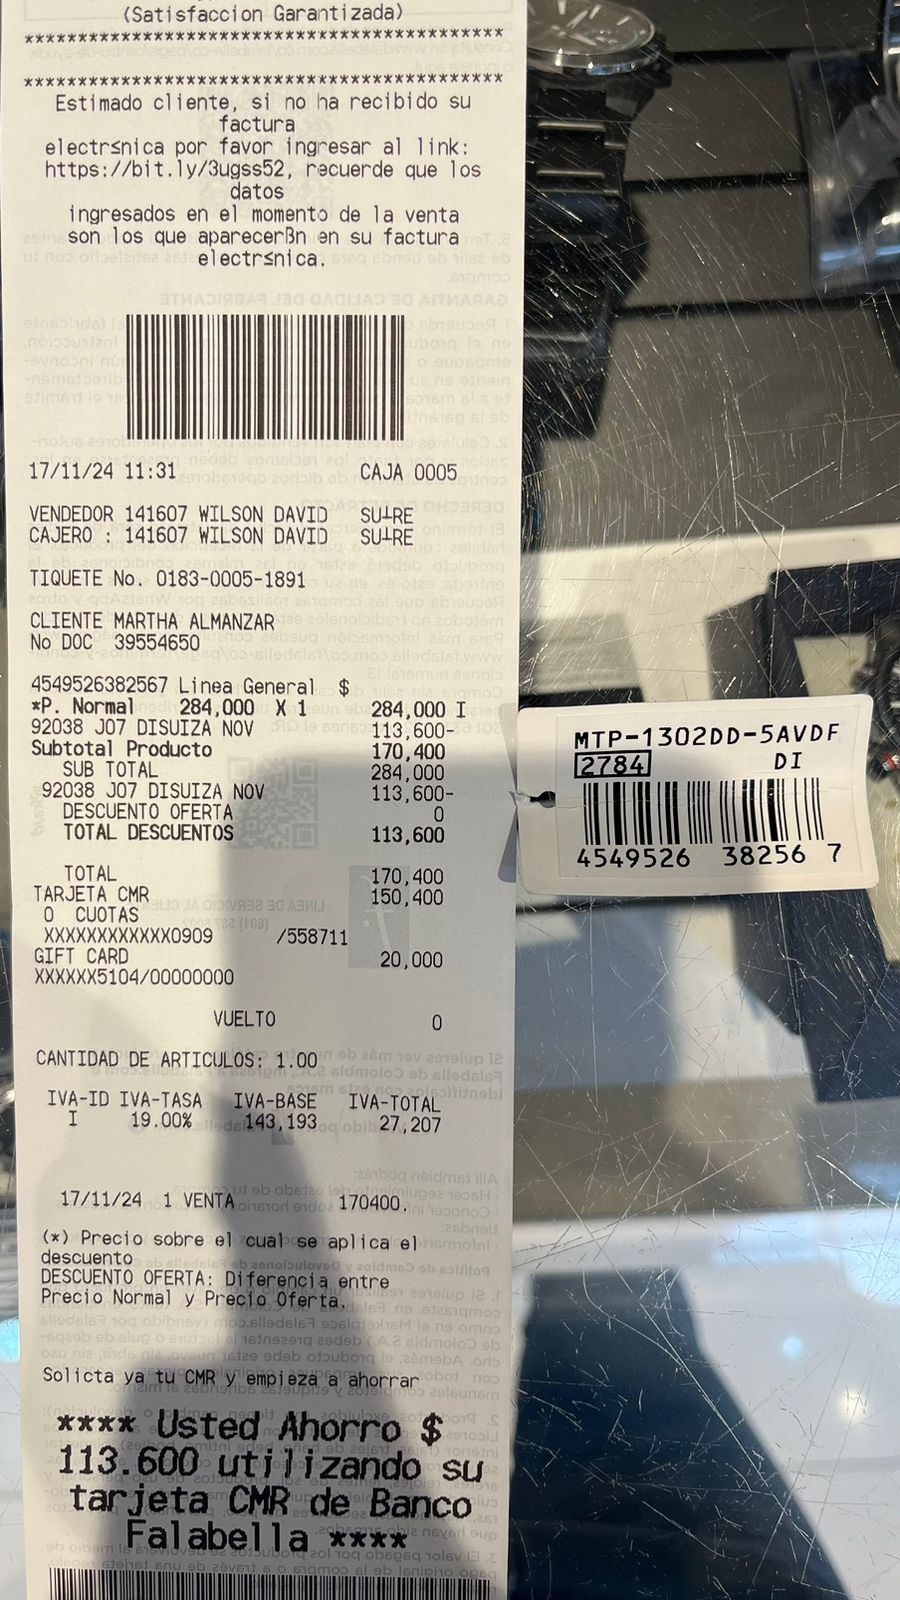 (Satisfaccion Garantizada)
*********************************************
*********************************************
Estimado cliente, si no ha recibido su
factura
electr≤nica por favor ingresar al link:
https://bit.ly/3ugss52, recuerde que los
datos
ingresados en el momento de la venta
son los que aparecerßn en su factura
electr≤nica.
17/11/24 11:31 CAJA 0005
VENDEDOR 141607 WILSON DAVID SU┴RE
CAJERO : 141607 WILSON DAVID SU┴RE
TIQUETE No. 0183-0005-1891
CLIENTE MARTHA ALMANZAR
No DOC 39554650
4549526382567 Linea General $
*P. Normal 284,000 X 1 284,000 I
92038 J07 DISUIZA NOV 113,600-
Subtotal Producto 170,400
SUB TOTAL 284,000
92038 J07 DISUIZA NOV 113,600-
DESCUENTO OFERTA 0
TOTAL DESCUENTOS 113,600
TOTAL 170,400
TARJETA CMR 150,400
0 CUOTAS
XXXXXXXXXXXX0909 /558711
GIFT CARD 20,000
XXXXXX5104/00000000
VUELTO 0
CANTIDAD DE ARTICULOS: 1.00
IVA-ID IVA-TASA IVA-BASE IVA-TOTAL
I 19.00% 143,193 27,207
17/11/24 1 VENTA 170400.
(*) Precio sobre el cual se aplica el
descuento
DESCUENTO OFERTA: Diferencia entre
Precio Normal y Precio Oferta.
Solicta ya tu CMR y empieza a ahorrar
**** Usted Ahorro $
113.600 utilizando su
tarjeta CMR de Banco
Falabella ****
MTP-1302DD-5AVDF
2784 DI
4549526 38256 7